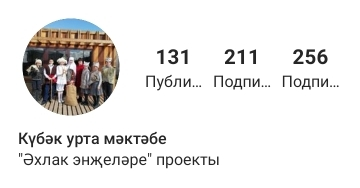 131 211 256
Публи… Подпи… Подпи…
Күбәк урта мәктәбе
"Әхлак энҗеләре" проекты